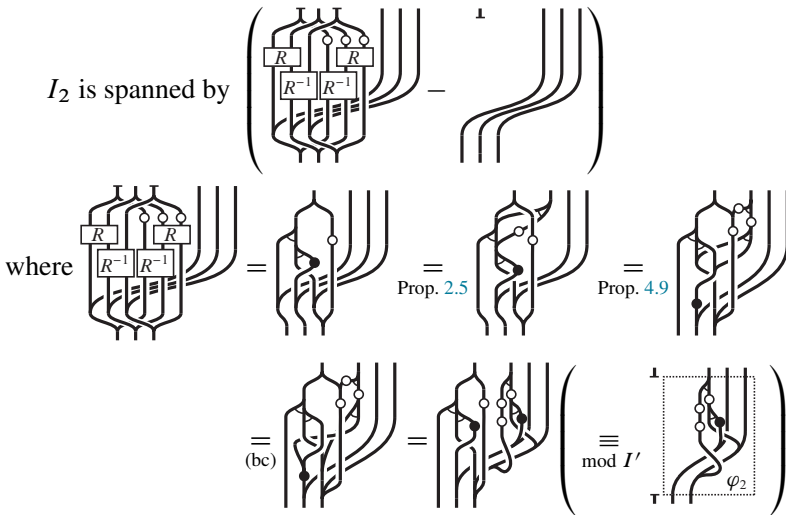 R R
I₂ is spanned by R⁻¹ R⁻¹ −
R R
where R⁻¹ R⁻¹ = = =
Prop. 2.5 Prop. 4.9
= = ≡
(bc) mod I′
φ₂